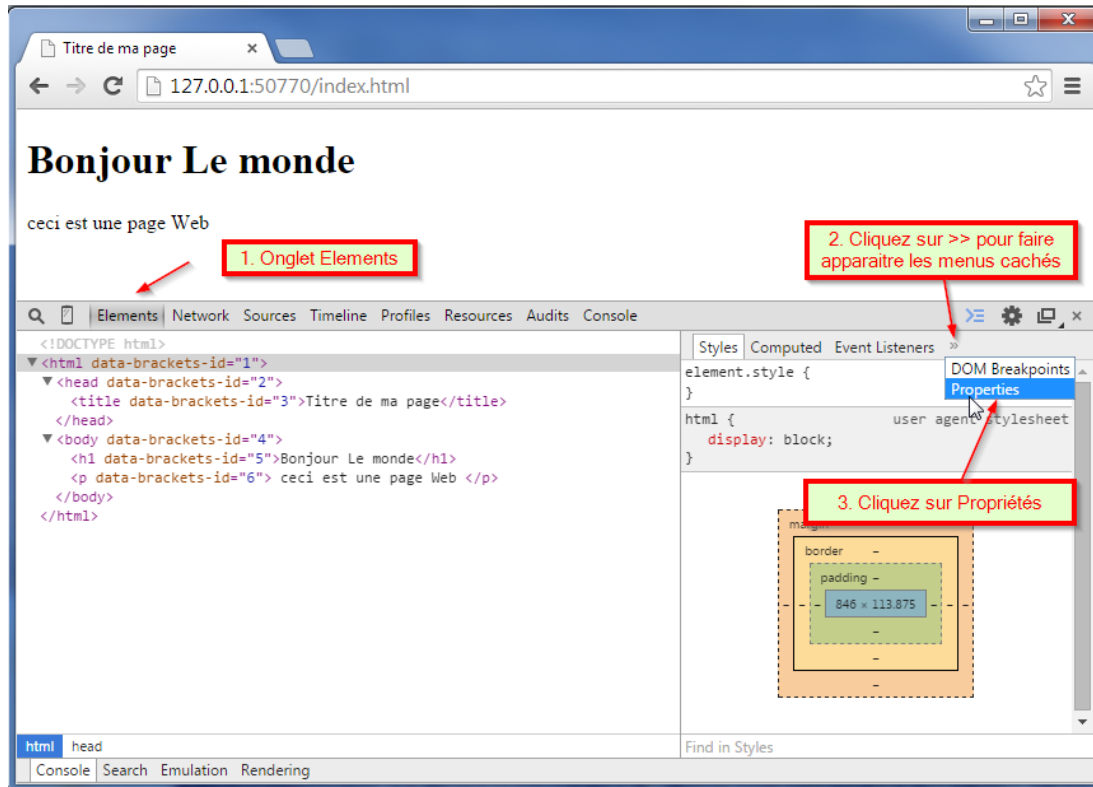 Titre de ma page
127.0.0.1:50770/index.html
Bonjour Le monde
ceci est une page Web
1. Onglet Elements
2. Cliquez sur >> pour faire
apparaitre les menus cachés
Elements Network Sources Timeline Profiles Resources Audits Console
<!DOCTYPE html>
<html data-brackets-id="1">
<head data-brackets-id="2">
<title data-brackets-id="3">Titre de ma page</title>
</head>
<body data-brackets-id="4">
<h1 data-brackets-id="5">Bonjour Le monde</h1>
<p data-brackets-id="6"> ceci est une page Web </p>
</body>
</html>
Styles Computed Event Listeners »
DOM Breakpoints
Properties
element.style {
}
html { user agent stylesheet
display: block;
}
3. Cliquez sur Propriétés
margin
border –
padding –
– – – 846 × 113.875 – – –
–
–
–
html head
Find in Styles
Console Search Emulation Rendering